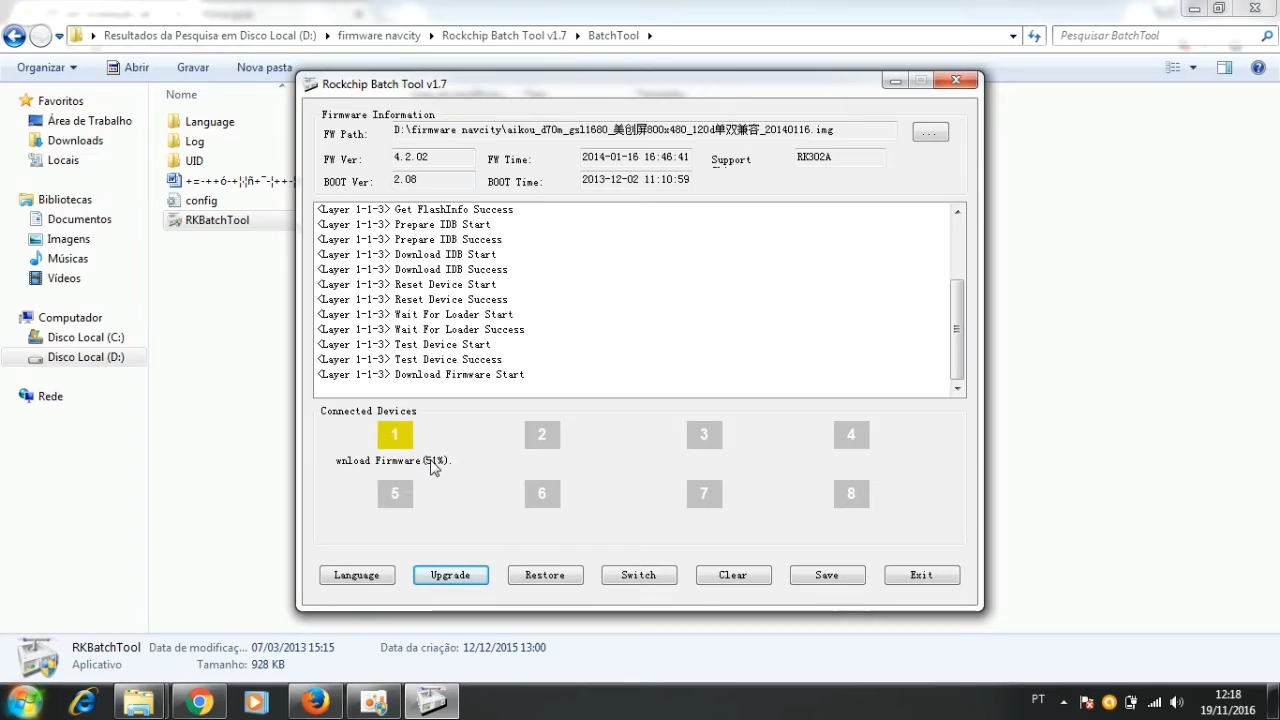 Resultados da Pesquisa em Disco Local (D:) firmware navcity Rockchip Batch Tool v1.7 BatchTool
Pesquisar BatchTool
Organizar Abrir Gravar Nova pasta
Favoritos
Área de Trabalho
Downloads
Locais
Bibliotecas
Documentos
Imagens
Músicas
Vídeos
Computador
Disco Local (C:)
Disco Local (D:)
Rede
Nome
Language
Log
UID
config
RKBatchTool
Rockchip Batch Tool v1.7
Firmware Information
FW Path: D:\firmware navcity\aikou_d70m_gsl1680_美创屏800x480_120d单双兼容_20140116.img
...
FW Ver: 4.2.02 FW Time: 2014-01-16 16:46:41 Support RK302A
BOOT Ver: 2.08 BOOT Time: 2013-12-02 11:10:59
<Layer 1-1-3> Get FlashInfo Success
<Layer 1-1-3> Prepare IDB Start
<Layer 1-1-3> Prepare IDB Success
<Layer 1-1-3> Download IDB Start
<Layer 1-1-3> Download IDB Success
<Layer 1-1-3> Reset Device Start
<Layer 1-1-3> Reset Device Success
<Layer 1-1-3> Wait For Loader Start
<Layer 1-1-3> Wait For Loader Success
<Layer 1-1-3> Test Device Start
<Layer 1-1-3> Test Device Success
<Layer 1-1-3> Download Firmware Start
Connected Devices
1 2 3 4
wnload Firmware(51%).
5 6 7 8
Language Upgrade Restore Switch Clear Save Exit
RKBatchTool Data de modificaç... 07/03/2013 15:15 Data da criação: 12/12/2015 13:00
Aplicativo Tamanho: 928 KB
PT
12:18
19/11/2016